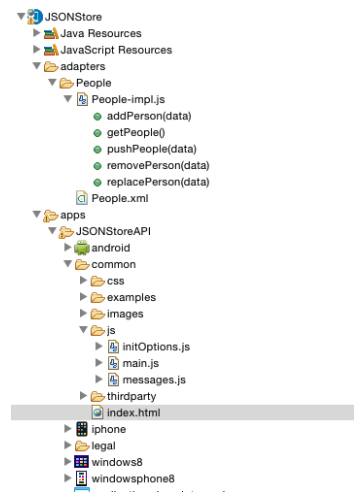 JSONStore
Java Resources
JavaScript Resources
adapters
People
People-impl.js
addPerson(data)
getPeople()
pushPeople(data)
removePerson(data)
replacePerson(data)
People.xml
apps
JSONStoreAPI
android
common
css
examples
images
js
initOptions.js
main.js
messages.js
thirdparty
index.html
iphone
legal
windows8
windowsphone8